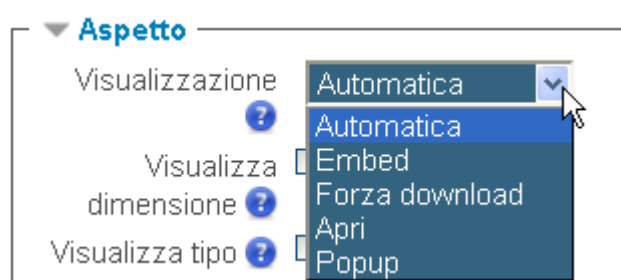 Aspetto
Visualizzazione
Automatica
Automatica
Visualizza
Embed
dimensione
Forza download
Apri
Visualizza tipo
Popup